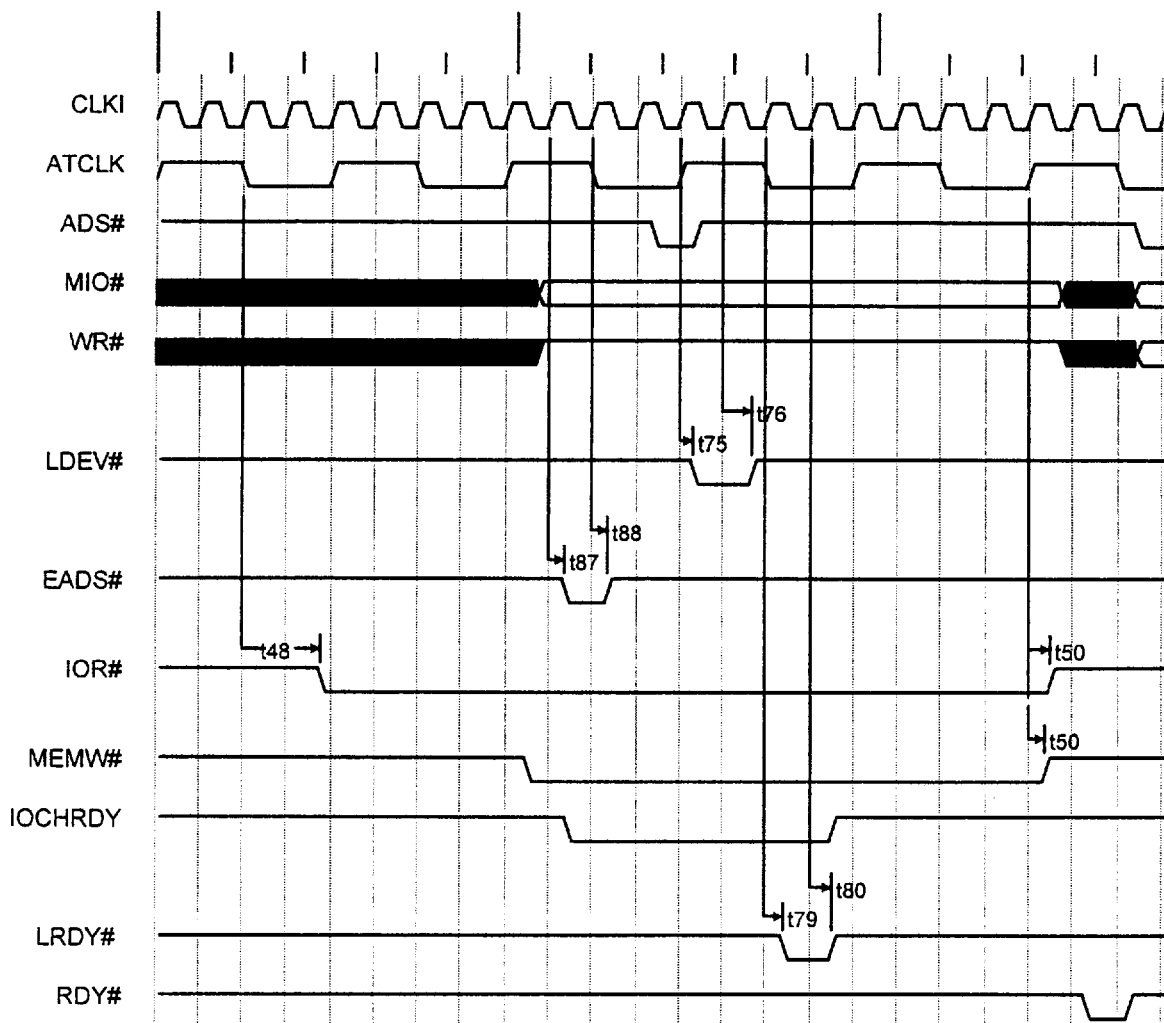 CLKI
ATCLK
ADS#
MIO#
WR#
t76
t75
LDEV#
t88
t87
EADS#
t48
t50
IOR#
t50
MEMW#
IOCHRDY
t80
t79
LRDY#
RDY#